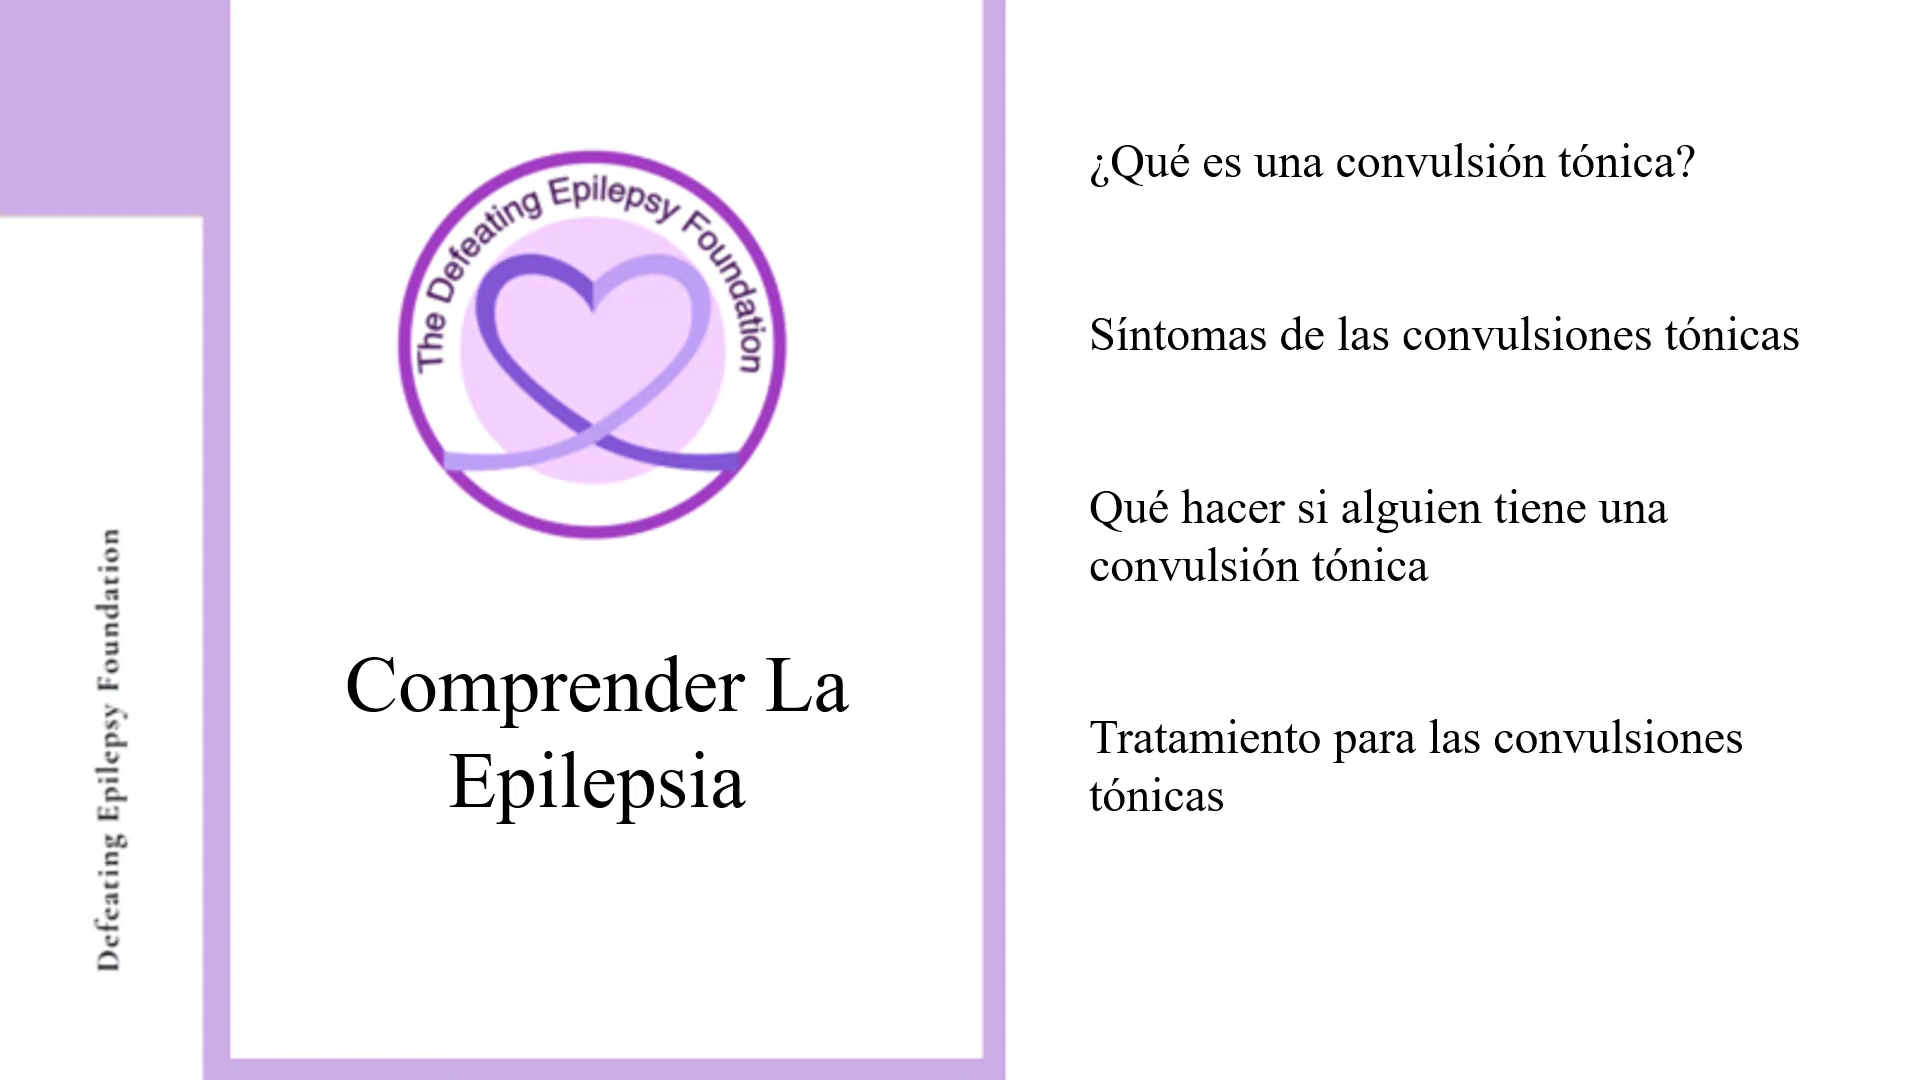 Defeating Epilepsy Foundation
The Defeating Epilepsy Foundation
Comprender La
Epilepsia
¿Qué es una convulsión tónica?
Síntomas de las convulsiones tónicas
Qué hacer si alguien tiene una
convulsión tónica
Tratamiento para las convulsiones
tónicas